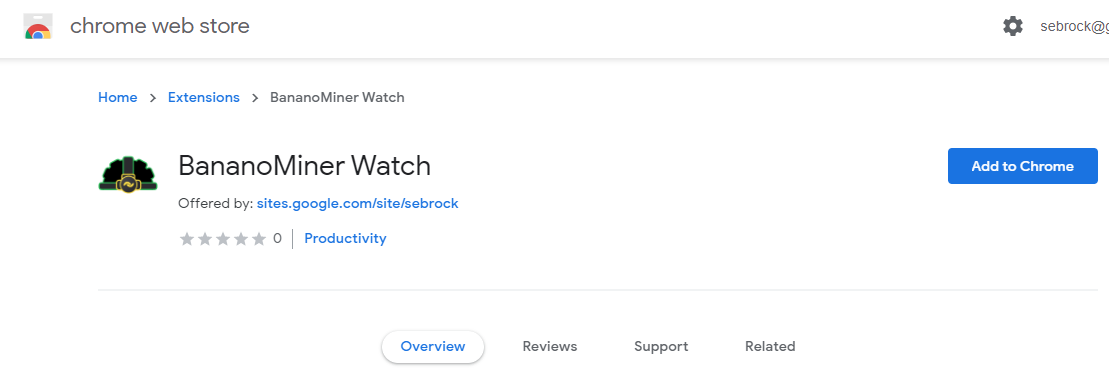 chrome web store
sebrock@g
Home > Extensions > BananoMiner Watch
BananoMiner Watch
Add to Chrome
Offered by: sites.google.com/site/sebrock
0 | Productivity
Overview Reviews Support Related